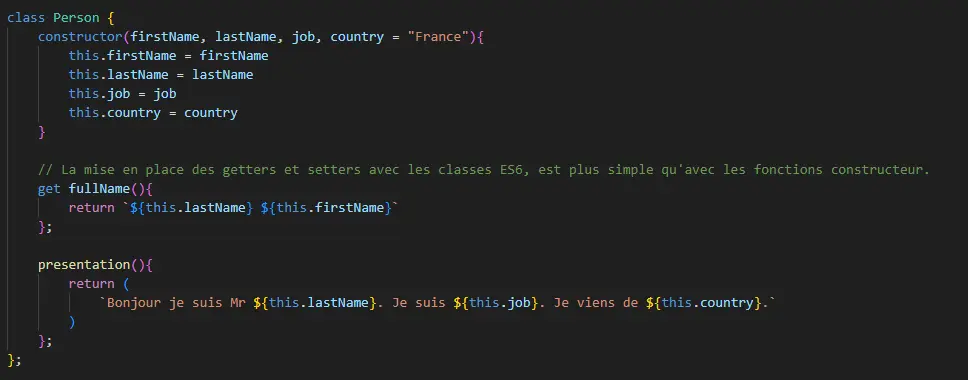 class Person {
constructor(firstName, lastName, job, country = "France"){
this.firstName = firstName
this.lastName = lastName
this.job = job
this.country = country
}
// La mise en place des getters et setters avec les classes ES6, est plus simple qu'avec les fonctions constructeur.
get fullName(){
return `${this.lastName} ${this.firstName}`
};
presentation(){
return (
`Bonjour je suis Mr ${this.lastName}. Je suis ${this.job}. Je viens de ${this.country}.`
)
};
};